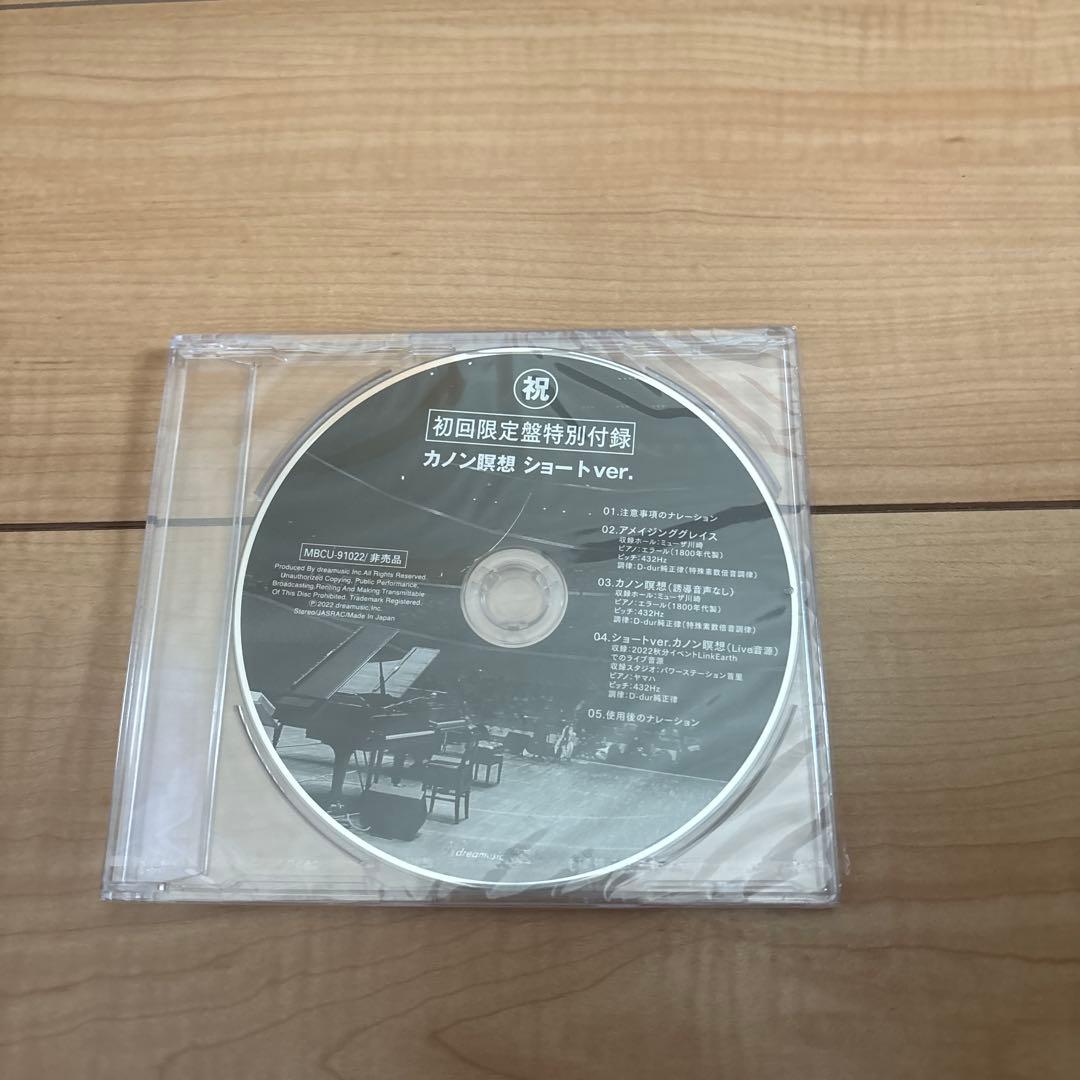 祝
初回限定盤特別付録
カノン瞑想 ショートver.
MBCU-91022/非売品
Produced By dreamusic Inc.All Rights Reserved.
Unauthorized Copying, Public Performance,
Broadcasting,Renting And Making Transmittable
Of This Disc Prohibited. Trademark Registered.
Ⓟ2022 dreamusic,Inc.
Stereo/JASRAC/Made In Japan
01.注意事項のナレーション
02.アメイジンググレイス
収録ホール:ミューザ川崎
ピアノ:エラール(1800年代製)
ピッチ:432Hz
調律:D-dur純正律(特殊素数倍音調律)
03.カノン瞑想(誘導音声なし)
収録ホール:ミューザ川崎
ピアノ:エラール(1800年代製)
ピッチ:432Hz
調律:D-dur純正律(特殊素数倍音調律)
04.ショートver.カノン瞑想(Live音源)
収録:2022秋分イベントLinkEarth
でのライブ音源
収録スタジオ:パワーステーション首里
ピアノ:ヤマハ
ピッチ:432Hz
調律:D-dur純正律
05.使用後のナレーション
dreamusic